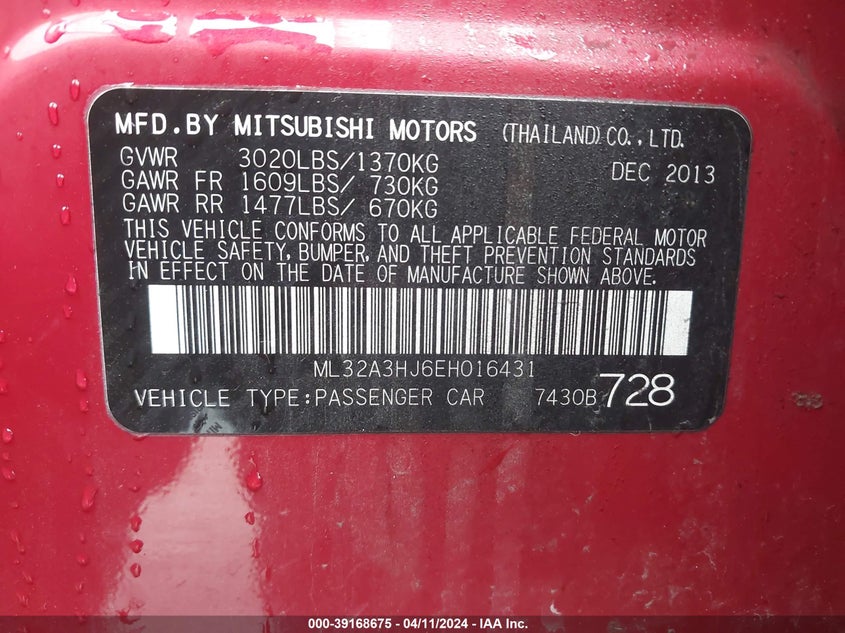 MFD.BY MITSUBISHI MOTORS (THAILAND) CO., LTD.
GVWR 3020LBS/1370KG DEC 2013
GAWR FR 1609LBS/ 730KG
GAWR RR 1477LBS/ 670KG
THIS VEHICLE CONFORMS TO ALL APPLICABLE FEDERAL MOTOR
VEHICLE SAFETY, BUMPER, AND THEFT PREVENTION STANDARDS
IN EFFECT ON THE DATE OF MANUFACTURE SHOWN ABOVE.
ML32A3HJ6EH016431
VEHICLE TYPE:PASSENGER CAR 7430B 728
000-39168675 / 04/11/2024 - IAA Inc.